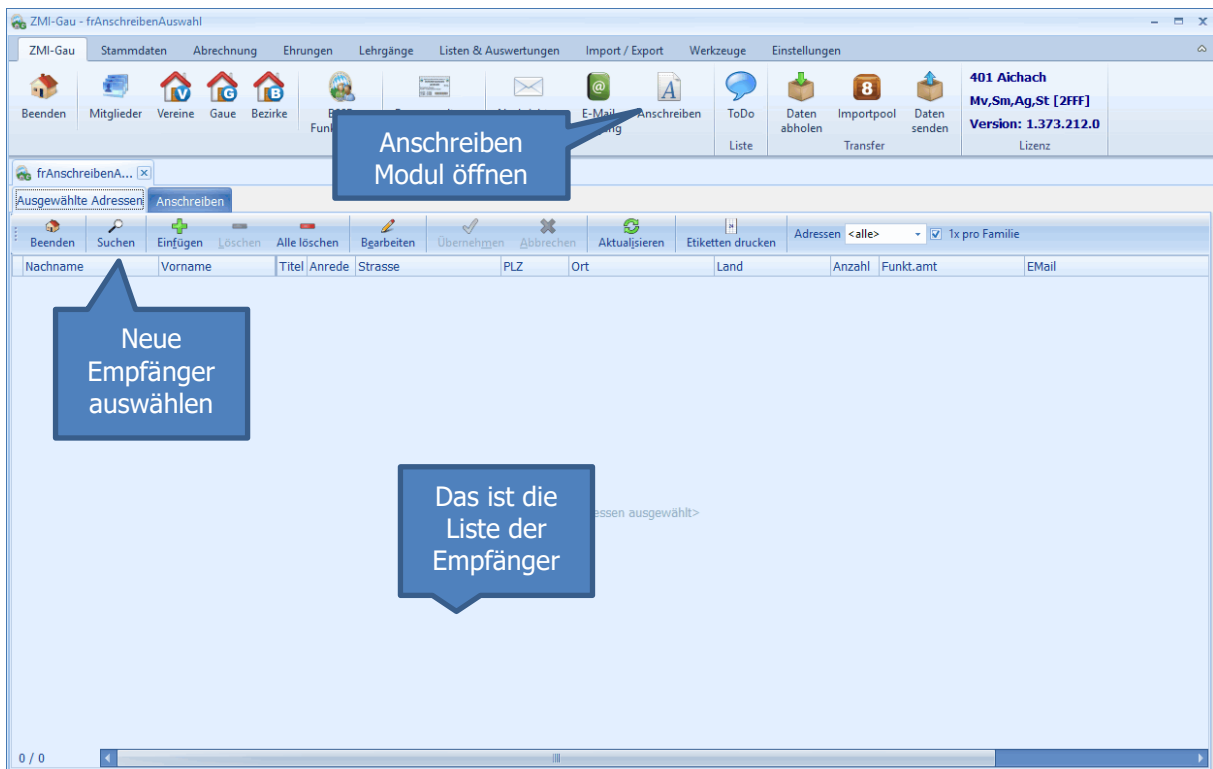 ZMI-Gau - frAnschreibenAuswahl
ZMI-Gau Stammdaten Abrechnung Ehrungen Lehrgänge Listen & Auswertungen Import / Export Werkzeuge Einstellungen
Beenden Mitglieder Vereine Gaue Bezirke E-Mail Anschreiben ToDo Daten abholen Importpool Daten senden
Liste Transfer Lizenz
401 Aichach
Mv,Sm,Ag,St [2FFF]
Version: 1.373.212.0
Anschreiben
Modul öffnen
frAnschreibenA...
Ausgewählte Adressen Anschreiben
Beenden Suchen Einfügen Löschen Alle löschen Bearbeiten Übernehmen Abbrechen Aktualisieren Etiketten drucken Adressen <alle> 1x pro Familie
Nachname Vorname Titel Anrede Strasse PLZ Ort Land Anzahl Funkt.amt EMail
Neue
Empfänger
auswählen
Das ist die
Liste der
Empfänger
ausgewählt>
0 / 0